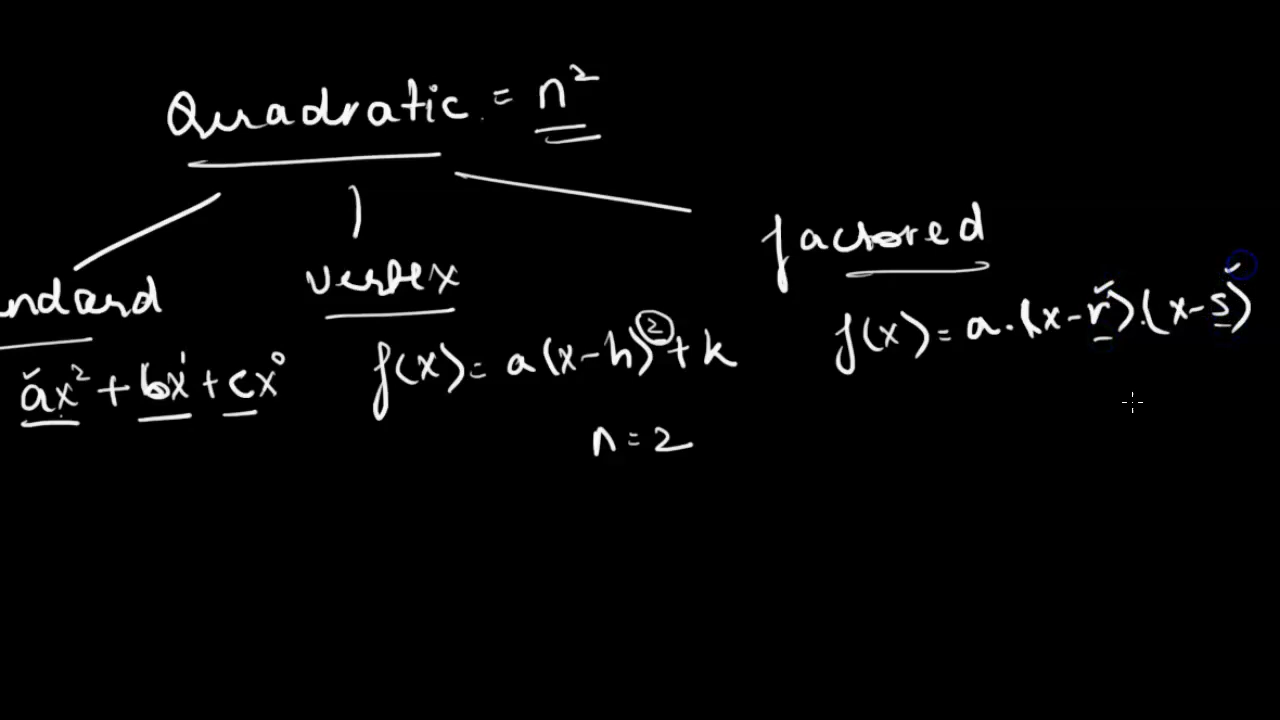 Quadratic = n²
factored
vertex
ndard
f(x) = a·(x-r)·(x-s)
f(x) = a(x-h)² + k
ax² + bx¹ + cx⁰
n = 2